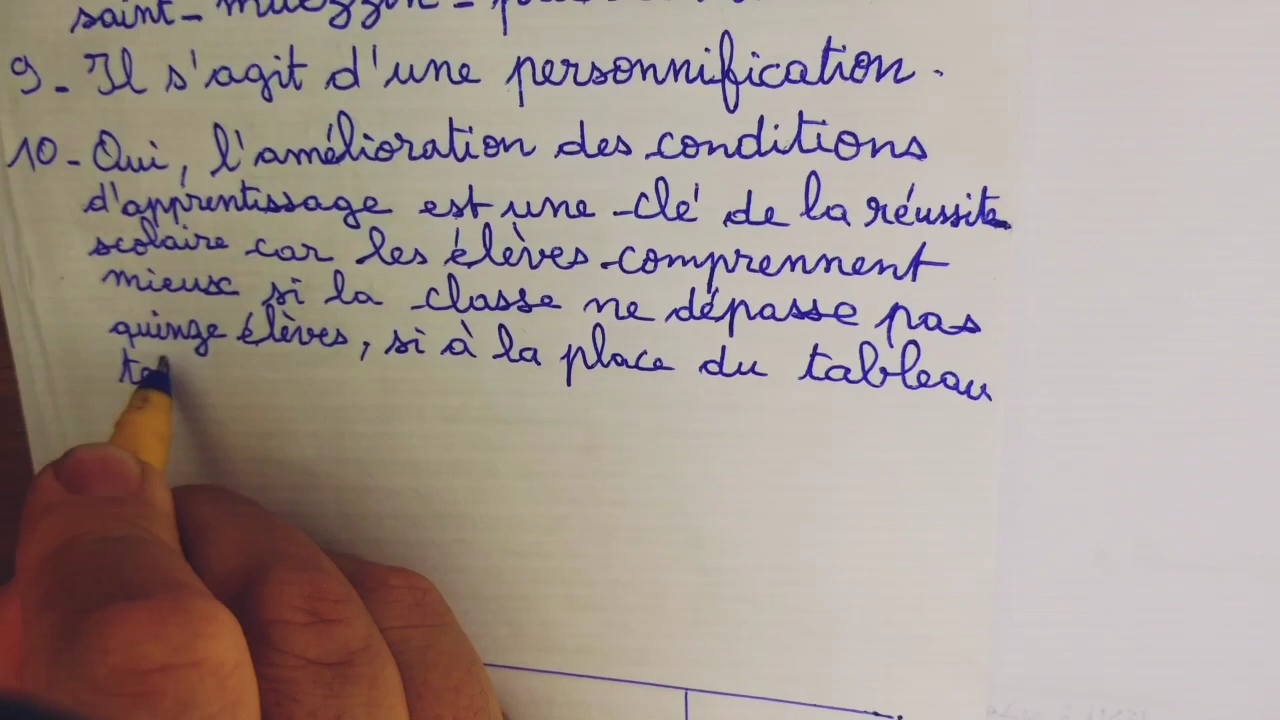 saint-
9- Il s'agit d'une personnification.
10- Oui, l'amélioration des conditions
d'apprentissage est une clé de la réussite
scolaire car les élèves comprennent
mieux si la classe ne dépasse pas
quinze élèves, si à la place du tableau